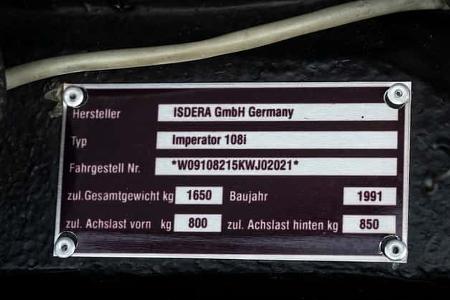 Hersteller ISDERA GmbH Germany
Typ Imperator 108i
Fahrgestell Nr. *W09108215KWJ02021*
zul.Gesamtgewicht kg 1650 Baujahr 1991
zul. Achslast vorn kg 800 zul. Achslast hinten kg 850